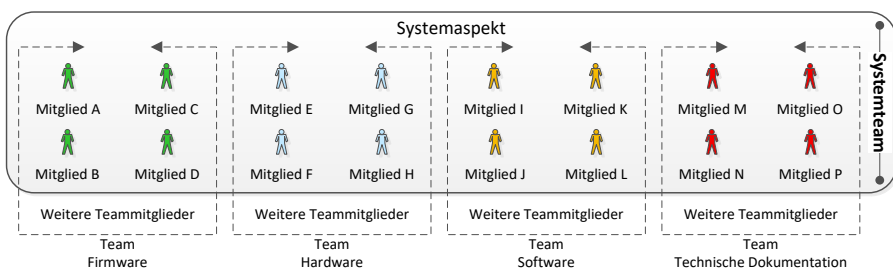 Systemaspekt
Systemteam
Mitglied A
Mitglied C
Mitglied E
Mitglied G
Mitglied I
Mitglied K
Mitglied M
Mitglied O
Mitglied B
Mitglied D
Mitglied F
Mitglied H
Mitglied J
Mitglied L
Mitglied N
Mitglied P
Weitere Teammitglieder
Weitere Teammitglieder
Weitere Teammitglieder
Weitere Teammitglieder
Team
Firmware
Team
Hardware
Team
Software
Team
Technische Dokumentation